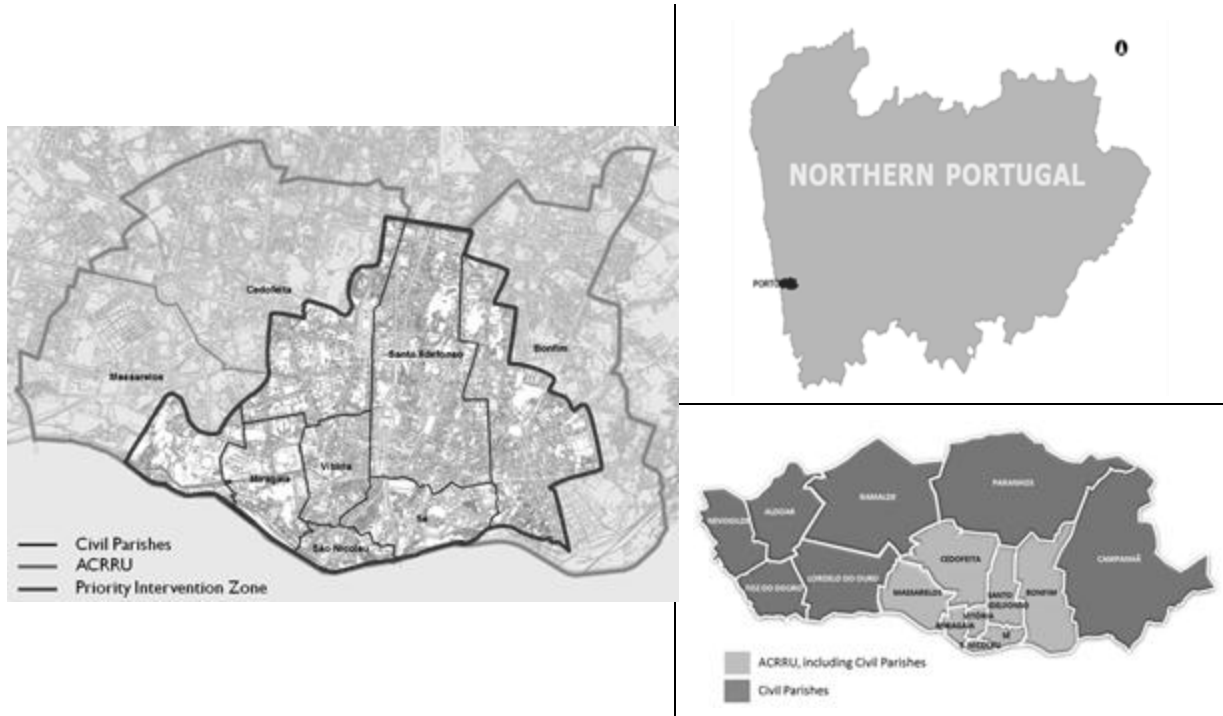 Cedofeita
Massarelos
Santo Ildefonso
Bonfim
Vitória
Miragaia
Sé
São Nicolau
Civil Parishes
ACRRU
Priority Intervention Zone
NORTHERN PORTUGAL
PORTO
RAMALDE
PARANHOS
ALDOAR
NEVOGILDE
CEDOFEITA
CAMPANHÃ
FOZ DO DOURO
LORDELO DO OURO
MASSARELOS
SANTO
ILDEFONSO
BONFIM
VITÓRIA
MIRAGAIA
SÉ
S. NICOLAU
ACRRU, including Civil Parishes
Civil Parishes